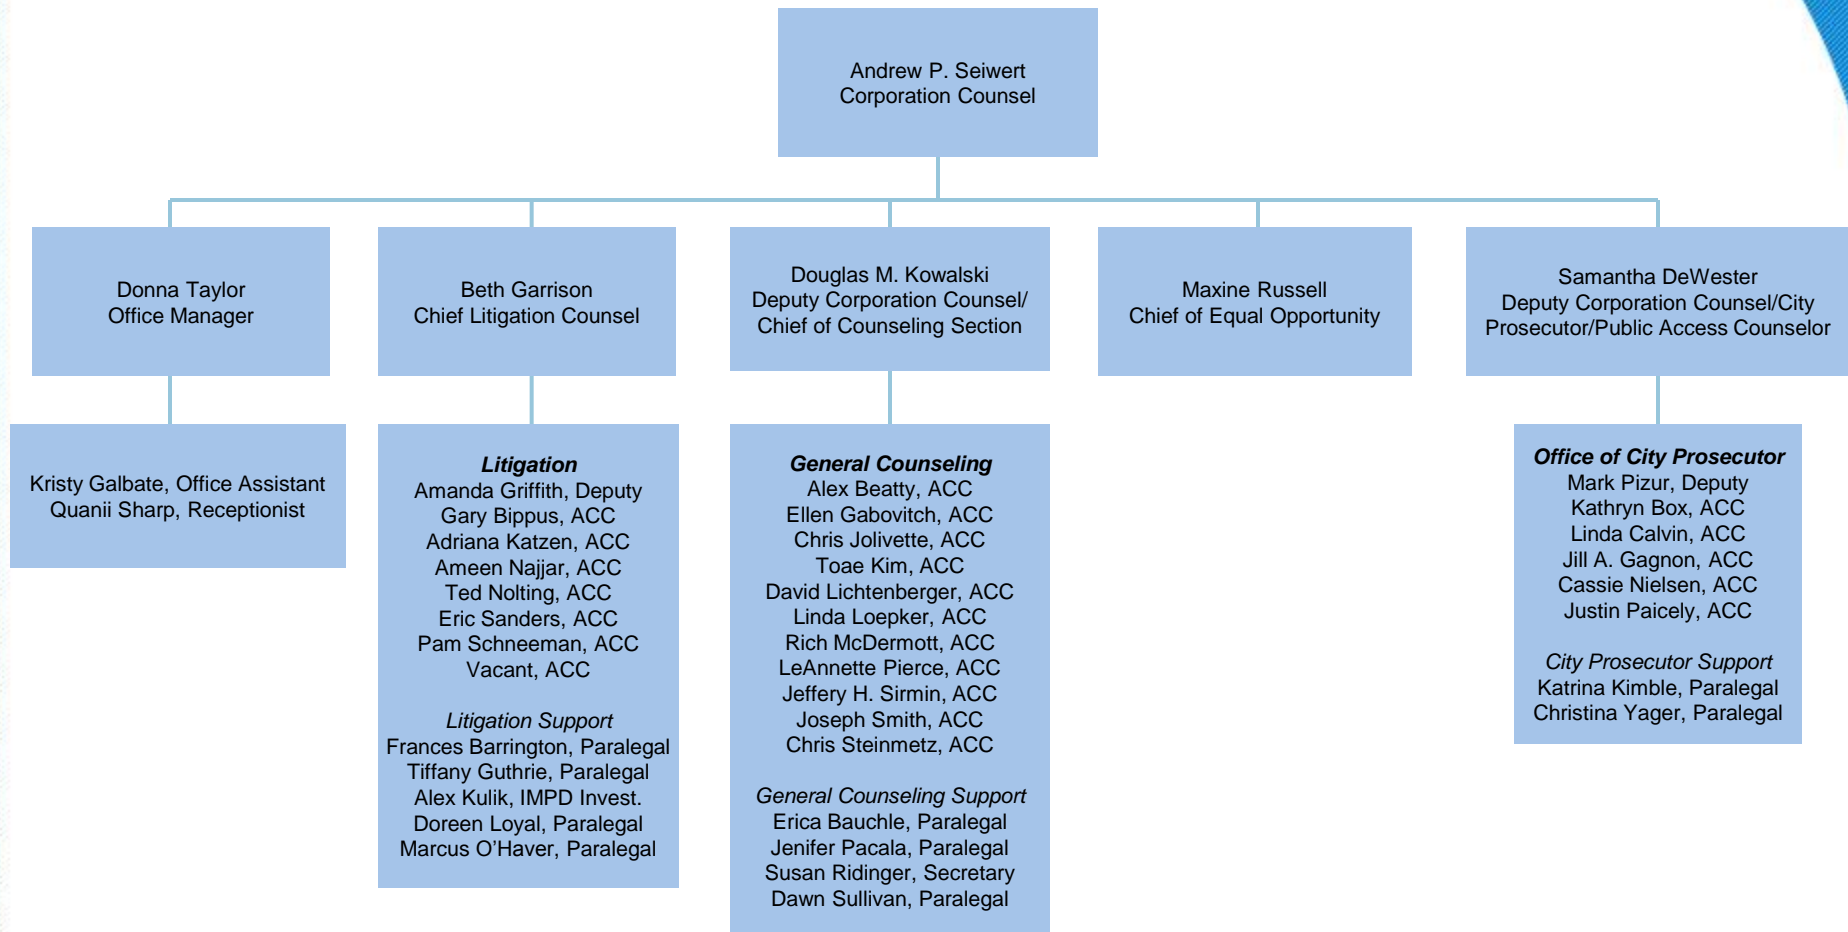 Andrew P. Seiwert
Corporation Counsel
Donna Taylor
Office Manager
Beth Garrison
Chief Litigation Counsel
Douglas M. Kowalski
Deputy Corporation Counsel/
Chief of Counseling Section
Maxine Russell
Chief of Equal Opportunity
Samantha DeWester
Deputy Corporation Counsel/City
Prosecutor/Public Access Counselor
Kristy Galbate, Office Assistant
Quanii Sharp, Receptionist
Litigation
Amanda Griffith, Deputy
Gary Bippus, ACC
Adriana Katzen, ACC
Ameen Najjar, ACC
Ted Nolting, ACC
Eric Sanders, ACC
Pam Schneeman, ACC
Vacant, ACC
Litigation Support
Frances Barrington, Paralegal
Tiffany Guthrie, Paralegal
Alex Kulik, IMPD Invest.
Doreen Loyal, Paralegal
Marcus O’Haver, Paralegal
General Counseling
Alex Beatty, ACC
Ellen Gabovitch, ACC
Chris Jolivette, ACC
Toae Kim, ACC
David Lichtenberger, ACC
Linda Loepker, ACC
Rich McDermott, ACC
LeAnnette Pierce, ACC
Jeffery H. Sirmin, ACC
Joseph Smith, ACC
Chris Steinmetz, ACC
General Counseling Support
Erica Bauchle, Paralegal
Jenifer Pacala, Paralegal
Susan Ridinger, Secretary
Dawn Sullivan, Paralegal
Office of City Prosecutor
Mark Pizur, Deputy
Kathryn Box, ACC
Linda Calvin, ACC
Jill A. Gagnon, ACC
Cassie Nielsen, ACC
Justin Paicely, ACC
City Prosecutor Support
Katrina Kimble, Paralegal
Christina Yager, Paralegal